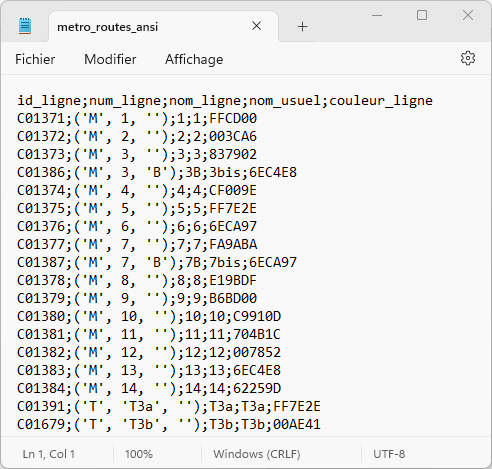 metro_routes_ansi
Fichier Modifier Affichage
id_ligne;num_ligne;nom_ligne;nom_usuel;couleur_ligne
C01371;('M', 1, '');1;1;FFCD00
C01372;('M', 2, '');2;2;003CA6
C01373;('M', 3, '');3;3;837902
C01386;('M', 3, 'B');3B;3bis;6EC4E8
C01374;('M', 4, '');4;4;CF009E
C01375;('M', 5, '');5;5;FF7E2E
C01376;('M', 6, '');6;6;6ECA97
C01377;('M', 7, '');7;7;FA9ABA
C01387;('M', 7, 'B');7B;7bis;6ECA97
C01378;('M', 8, '');8;8;E19BDF
C01379;('M', 9, '');9;9;B6BD00
C01380;('M', 10, '');10;10;C9910D
C01381;('M', 11, '');11;11;704B1C
C01382;('M', 12, '');12;12;007852
C01383;('M', 13, '');13;13;6EC4E8
C01384;('M', 14, '');14;14;62259D
C01391;('T', 'T3a', '');T3a;T3a;FF7E2E
C01679;('T', 'T3b', '');T3b;T3b;00AE41
Ln 1, Col 1 100% Windows (CRLF) UTF-8